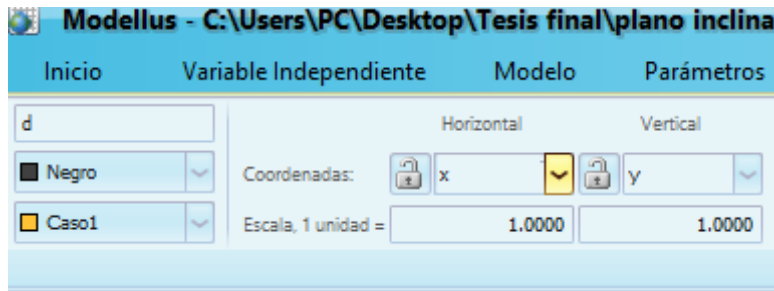 Modellus - C:\Users\PC\Desktop\Tesis final\plano inclina
Inicio Variable Independiente Modelo Parámetros
d Horizontal Vertical
Negro Coordenadas: x y
Caso1 Escala, 1 unidad = 1.0000 1.0000